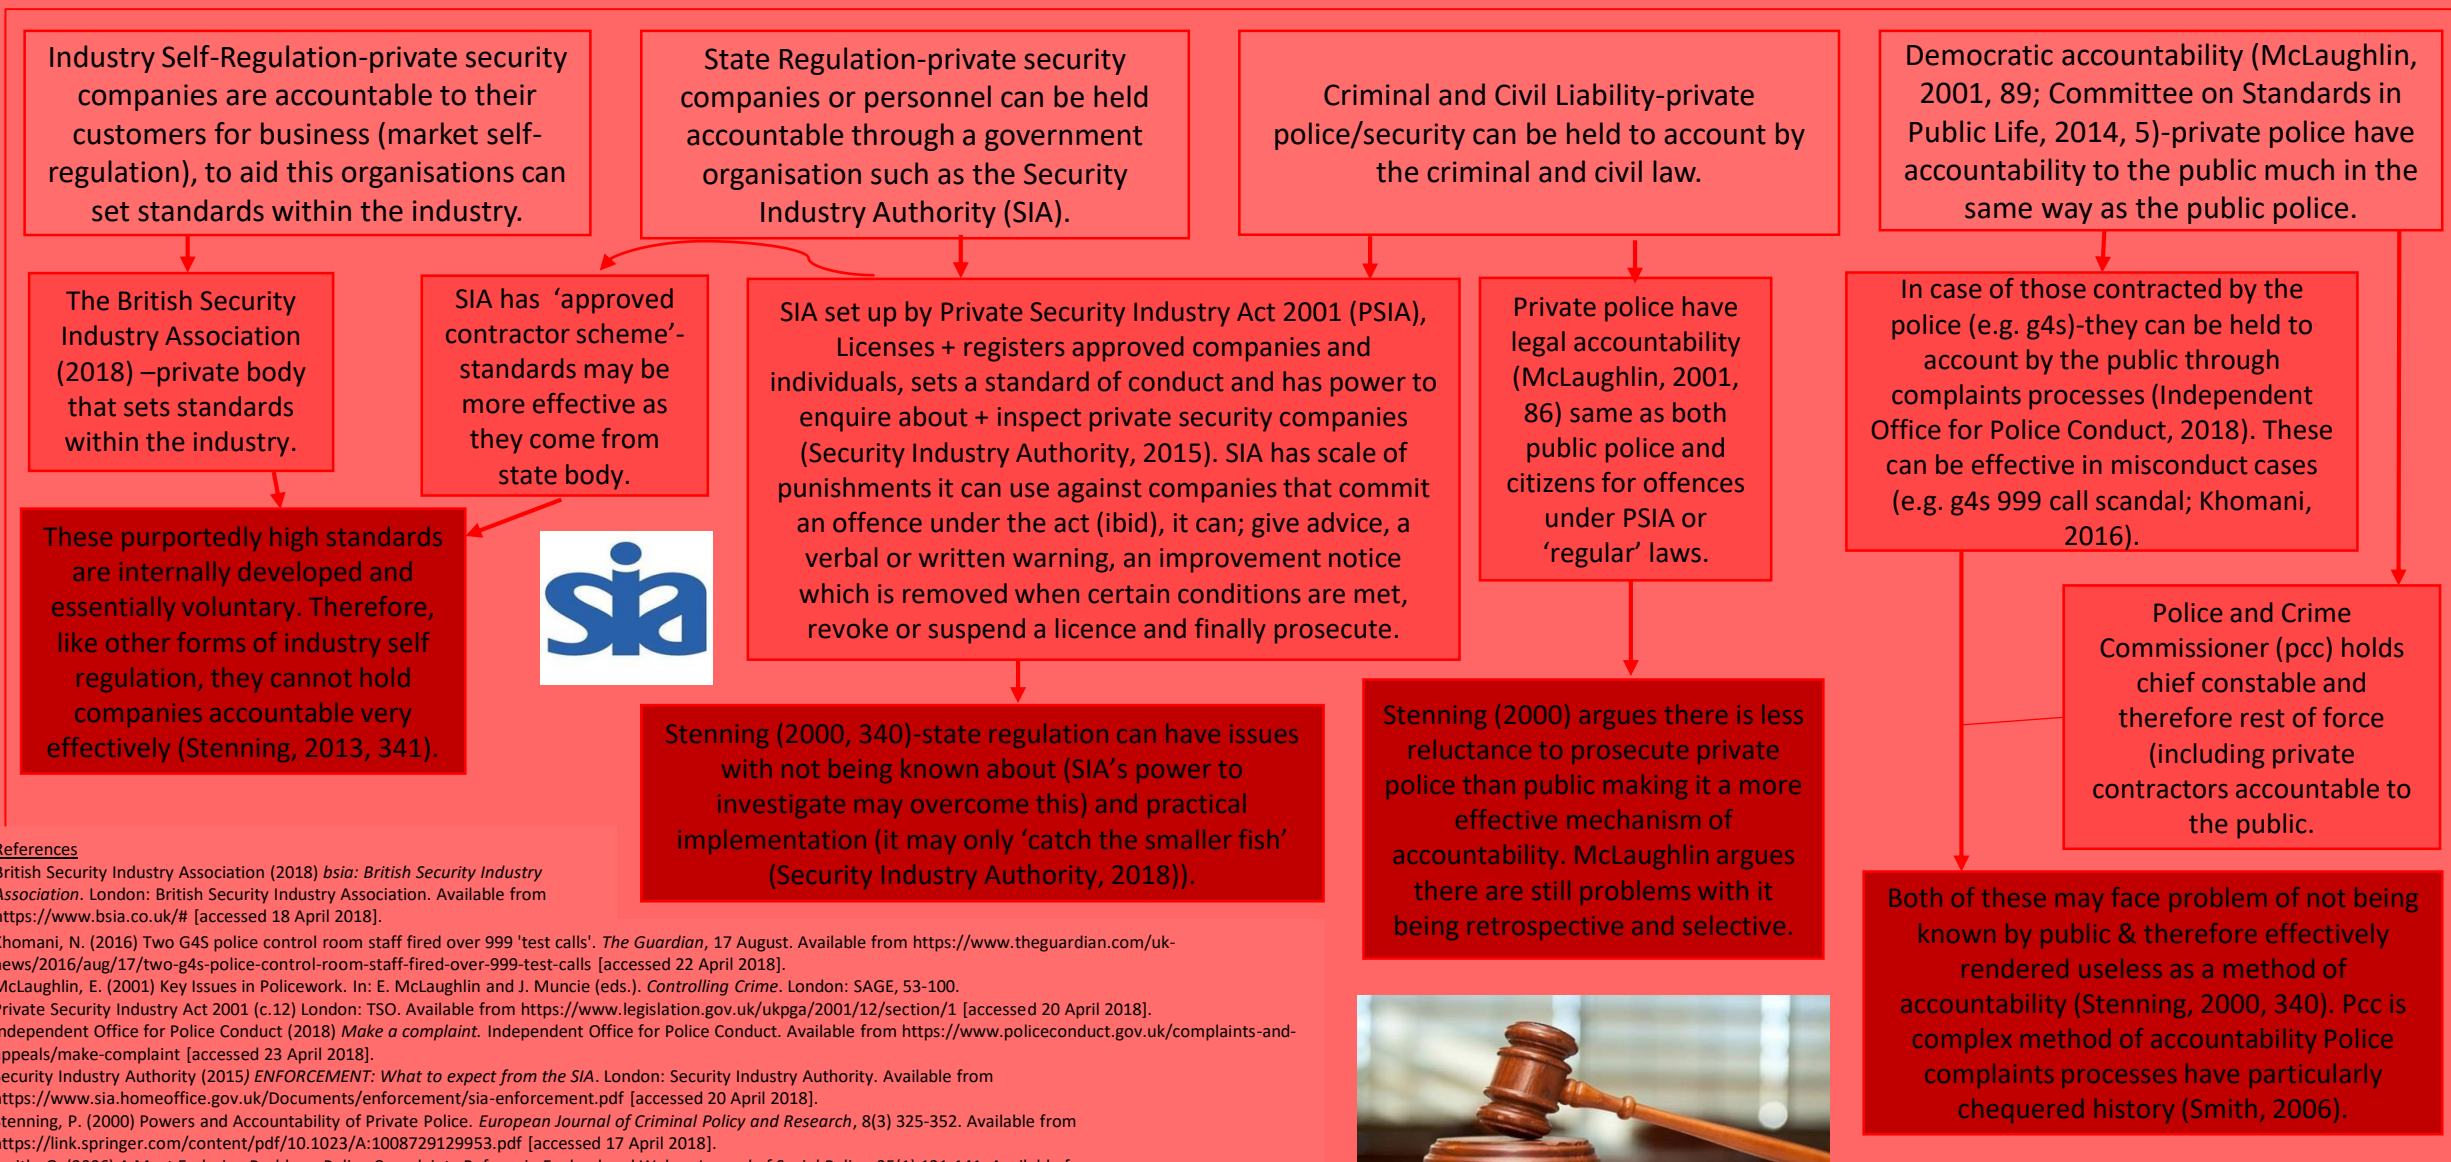 Industry Self-Regulation-private security
companies are accountable to their
customers for business (market self-
regulation), to aid this organisations can
set standards within the industry.
State Regulation-private security
companies or personnel can be held
accountable through a government
organisation such as the Security
Industry Authority (SIA).
Criminal and Civil Liability-private
police/security can be held to account by
the criminal and civil law.
Democratic accountability (McLaughlin,
2001, 89; Committee on Standards in
Public Life, 2014, 5)-private police have
accountability to the public much in the
same way as the public police.
The British Security
Industry Association
(2018) –private body
that sets standards
within the industry.
SIA has ‘approved
contractor scheme’-
standards may be
more effective as
they come from
state body.
SIA set up by Private Security Industry Act 2001 (PSIA),
Licenses + registers approved companies and
individuals, sets a standard of conduct and has power to
enquire about + inspect private security companies
(Security Industry Authority, 2015). SIA has scale of
punishments it can use against companies that commit
an offence under the act (ibid), it can; give advice, a
verbal or written warning, an improvement notice
which is removed when certain conditions are met,
revoke or suspend a licence and finally prosecute.
Private police have
legal accountability
(McLaughlin, 2001,
86) same as both
public police and
citizens for offences
under PSIA or
‘regular’ laws.
In case of those contracted by the
police (e.g. g4s)-they can be held to
account by the public through
complaints processes (Independent
Office for Police Conduct, 2018). These
can be effective in misconduct cases
(e.g. g4s 999 call scandal; Khomani,
2016).
These purportedly high standards
are internally developed and
essentially voluntary. Therefore,
like other forms of industry self
regulation, they cannot hold
companies accountable very
effectively (Stenning, 2013, 341).
sia
Police and Crime
Commissioner (pcc) holds
chief constable and
therefore rest of force
(including private
contractors accountable to
the public.
Stenning (2000, 340)-state regulation can have issues
with not being known about (SIA’s power to
investigate may overcome this) and practical
implementation (it may only ‘catch the smaller fish’
(Security Industry Authority, 2018)).
Stenning (2000) argues there is less
reluctance to prosecute private
police than public making it a more
effective mechanism of
accountability. McLaughlin argues
there are still problems with it
being retrospective and selective.
Both of these may face problem of not being
known by public & therefore effectively
rendered useless as a method of
accountability (Stenning, 2000, 340). Pcc is
complex method of accountability Police
complaints processes have particularly
chequered history (Smith, 2006).
References
British Security Industry Association (2018) bsia: British Security Industry
Association. London: British Security Industry Association. Available from
https://www.bsia.co.uk/# [accessed 18 April 2018].
Khomani, N. (2016) Two G4S police control room staff fired over 999 'test calls'. The Guardian, 17 August. Available from https://www.theguardian.com/uk-
news/2016/aug/17/two-g4s-police-control-room-staff-fired-over-999-test-calls [accessed 22 April 2018].
McLaughlin, E. (2001) Key Issues in Policework. In: E. McLaughlin and J. Muncie (eds.). Controlling Crime. London: SAGE, 53-100.
Private Security Industry Act 2001 (c.12) London: TSO. Available from https://www.legislation.gov.uk/ukpga/2001/12/section/1 [accessed 20 April 2018].
Independent Office for Police Conduct (2018) Make a complaint. Independent Office for Police Conduct. Available from https://www.policeconduct.gov.uk/complaints-and-
appeals/make-complaint [accessed 23 April 2018].
Security Industry Authority (2015) ENFORCEMENT: What to expect from the SIA. London: Security Industry Authority. Available from
https://www.sia.homeoffice.gov.uk/Documents/enforcement/sia-enforcement.pdf [accessed 20 April 2018].
Stenning, P. (2000) Powers and Accountability of Private Police. European Journal of Criminal Policy and Research, 8(3) 325-352. Available from
https://link.springer.com/content/pdf/10.1023/A:1008729129953.pdf [accessed 17 April 2018].